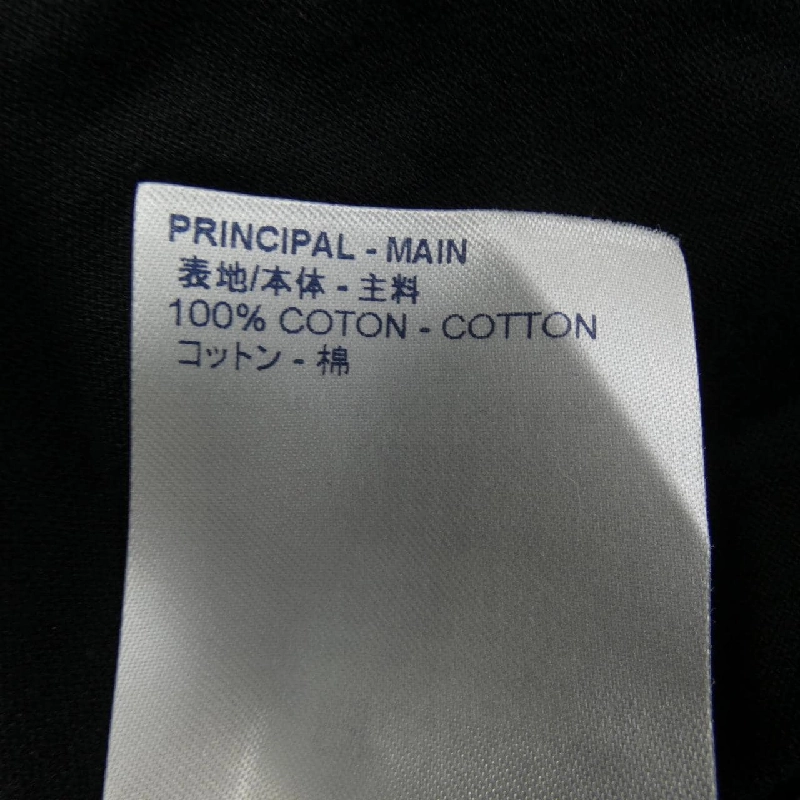 PRINCIPAL - MAIN
表地/本体 - 主料
100% COTON - COTTON
コットン - 棉